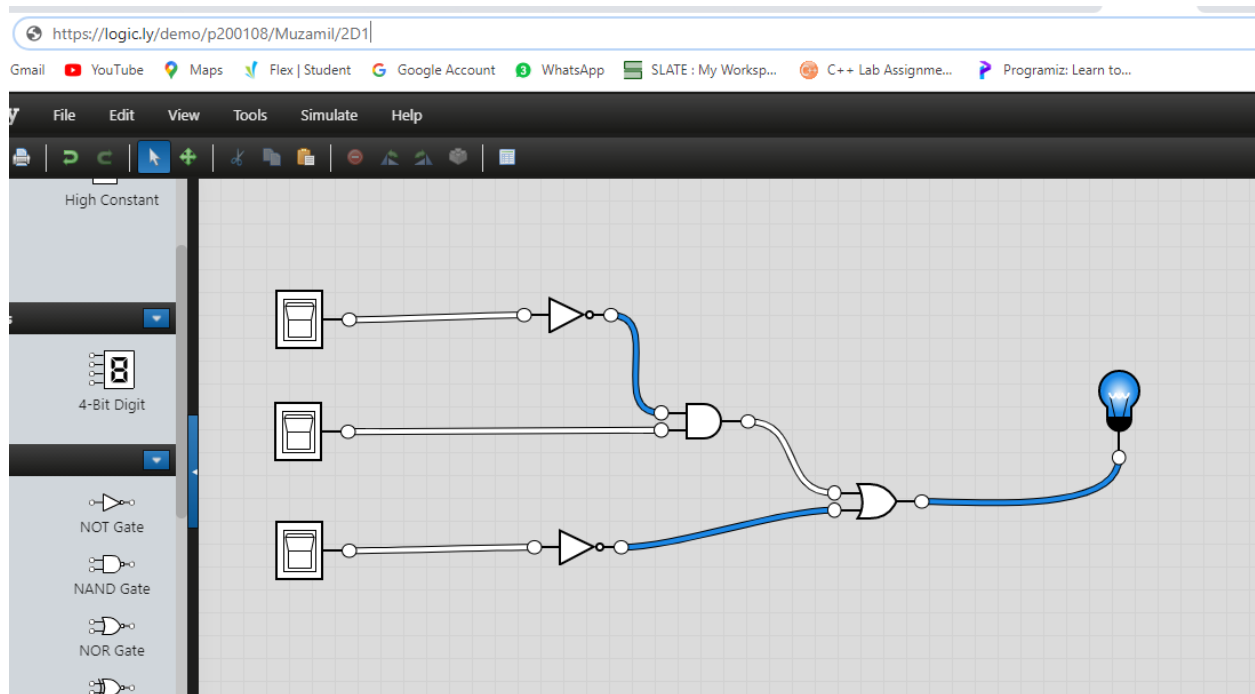 https://logic.ly/demo/p200108/Muzamil/2D1
Gmail YouTube Maps Flex | Student Google Account 3 WhatsApp SLATE : My Worksp... C++ Lab Assignme... Programiz: Learn to...
y File Edit View Tools Simulate Help
High Constant
s
8
4-Bit Digit
NOT Gate
NAND Gate
NOR Gate